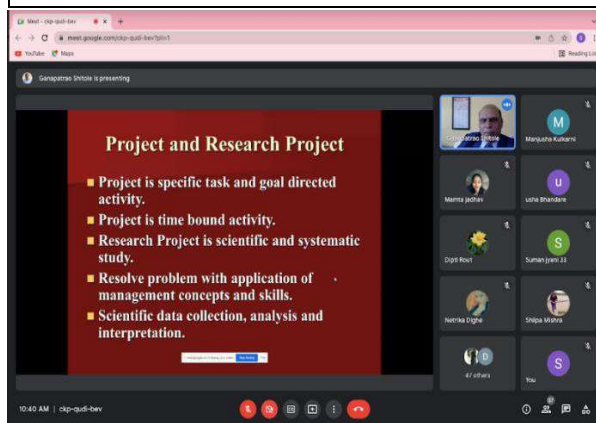 Meet - ckp-qudi-bev
meet.google.com/ckp-qudi-bev?pli=1
YouTube Maps Reading List
Ganapatrao Shitole is presenting
Project and Research Project
Project is specific task and goal directed
activity.
Project is time bound activity.
Research Project is scientific and systematic
study.
Resolve problem with application of
management concepts and skills.
Scientific data collection, analysis and
interpretation.
Ganapatrao Shitole
M
Manjusha Kulkarni
Mamta jadhav
u
usha Bhandare
Dipti Rout
S
Suman jyani 33
Netrika Dighe
Shilpa Mishra
D
47 others
S
You
10:40 AM | ckp-qudi-bev